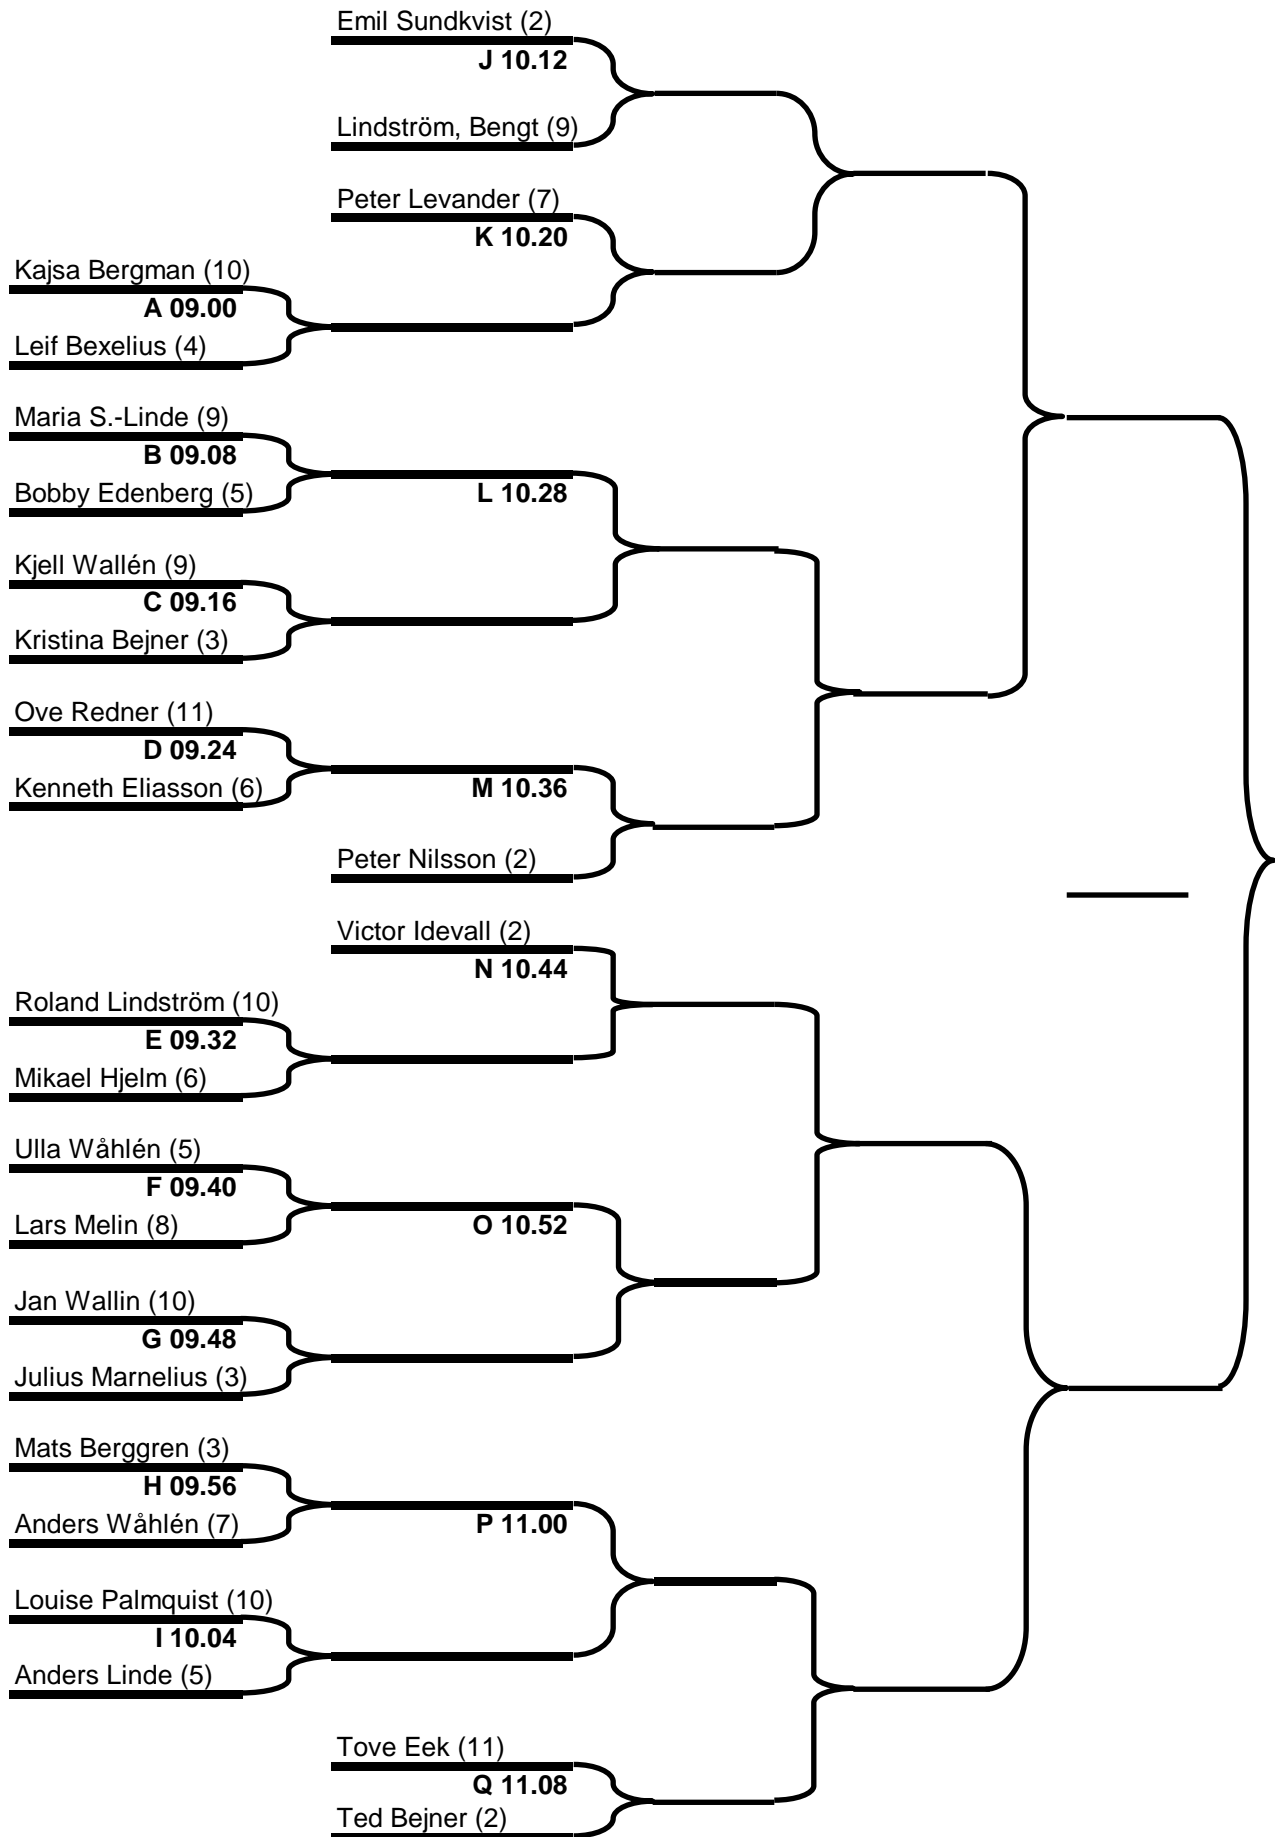 Emil Sundkvist (2)
J 10.12
Lindström, Bengt (9)
Peter Levander (7)
K 10.20
Kajsa Bergman (10)
A 09.00
Leif Bexelius (4)
Maria S.-Linde (9)
B 09.08
L 10.28
Bobby Edenberg (5)
Kjell Wallén (9)
C 09.16
Kristina Bejner (3)
Ove Redner (11)
D 09.24
M 10.36
Kenneth Eliasson (6)
Peter Nilsson (2)
Victor Idevall (2)
N 10.44
Roland Lindström (10)
E 09.32
Mikael Hjelm (6)
Ulla Wåhlén (5)
F 09.40
Lars Melin (8)
O 10.52
Jan Wallin (10)
G 09.48
Julius Marnelius (3)
Mats Berggren (3)
H 09.56
Anders Wåhlén (7)
P 11.00
Louise Palmquist (10)
I 10.04
Anders Linde (5)
Tove Eek (11)
Q 11.08
Ted Bejner (2)